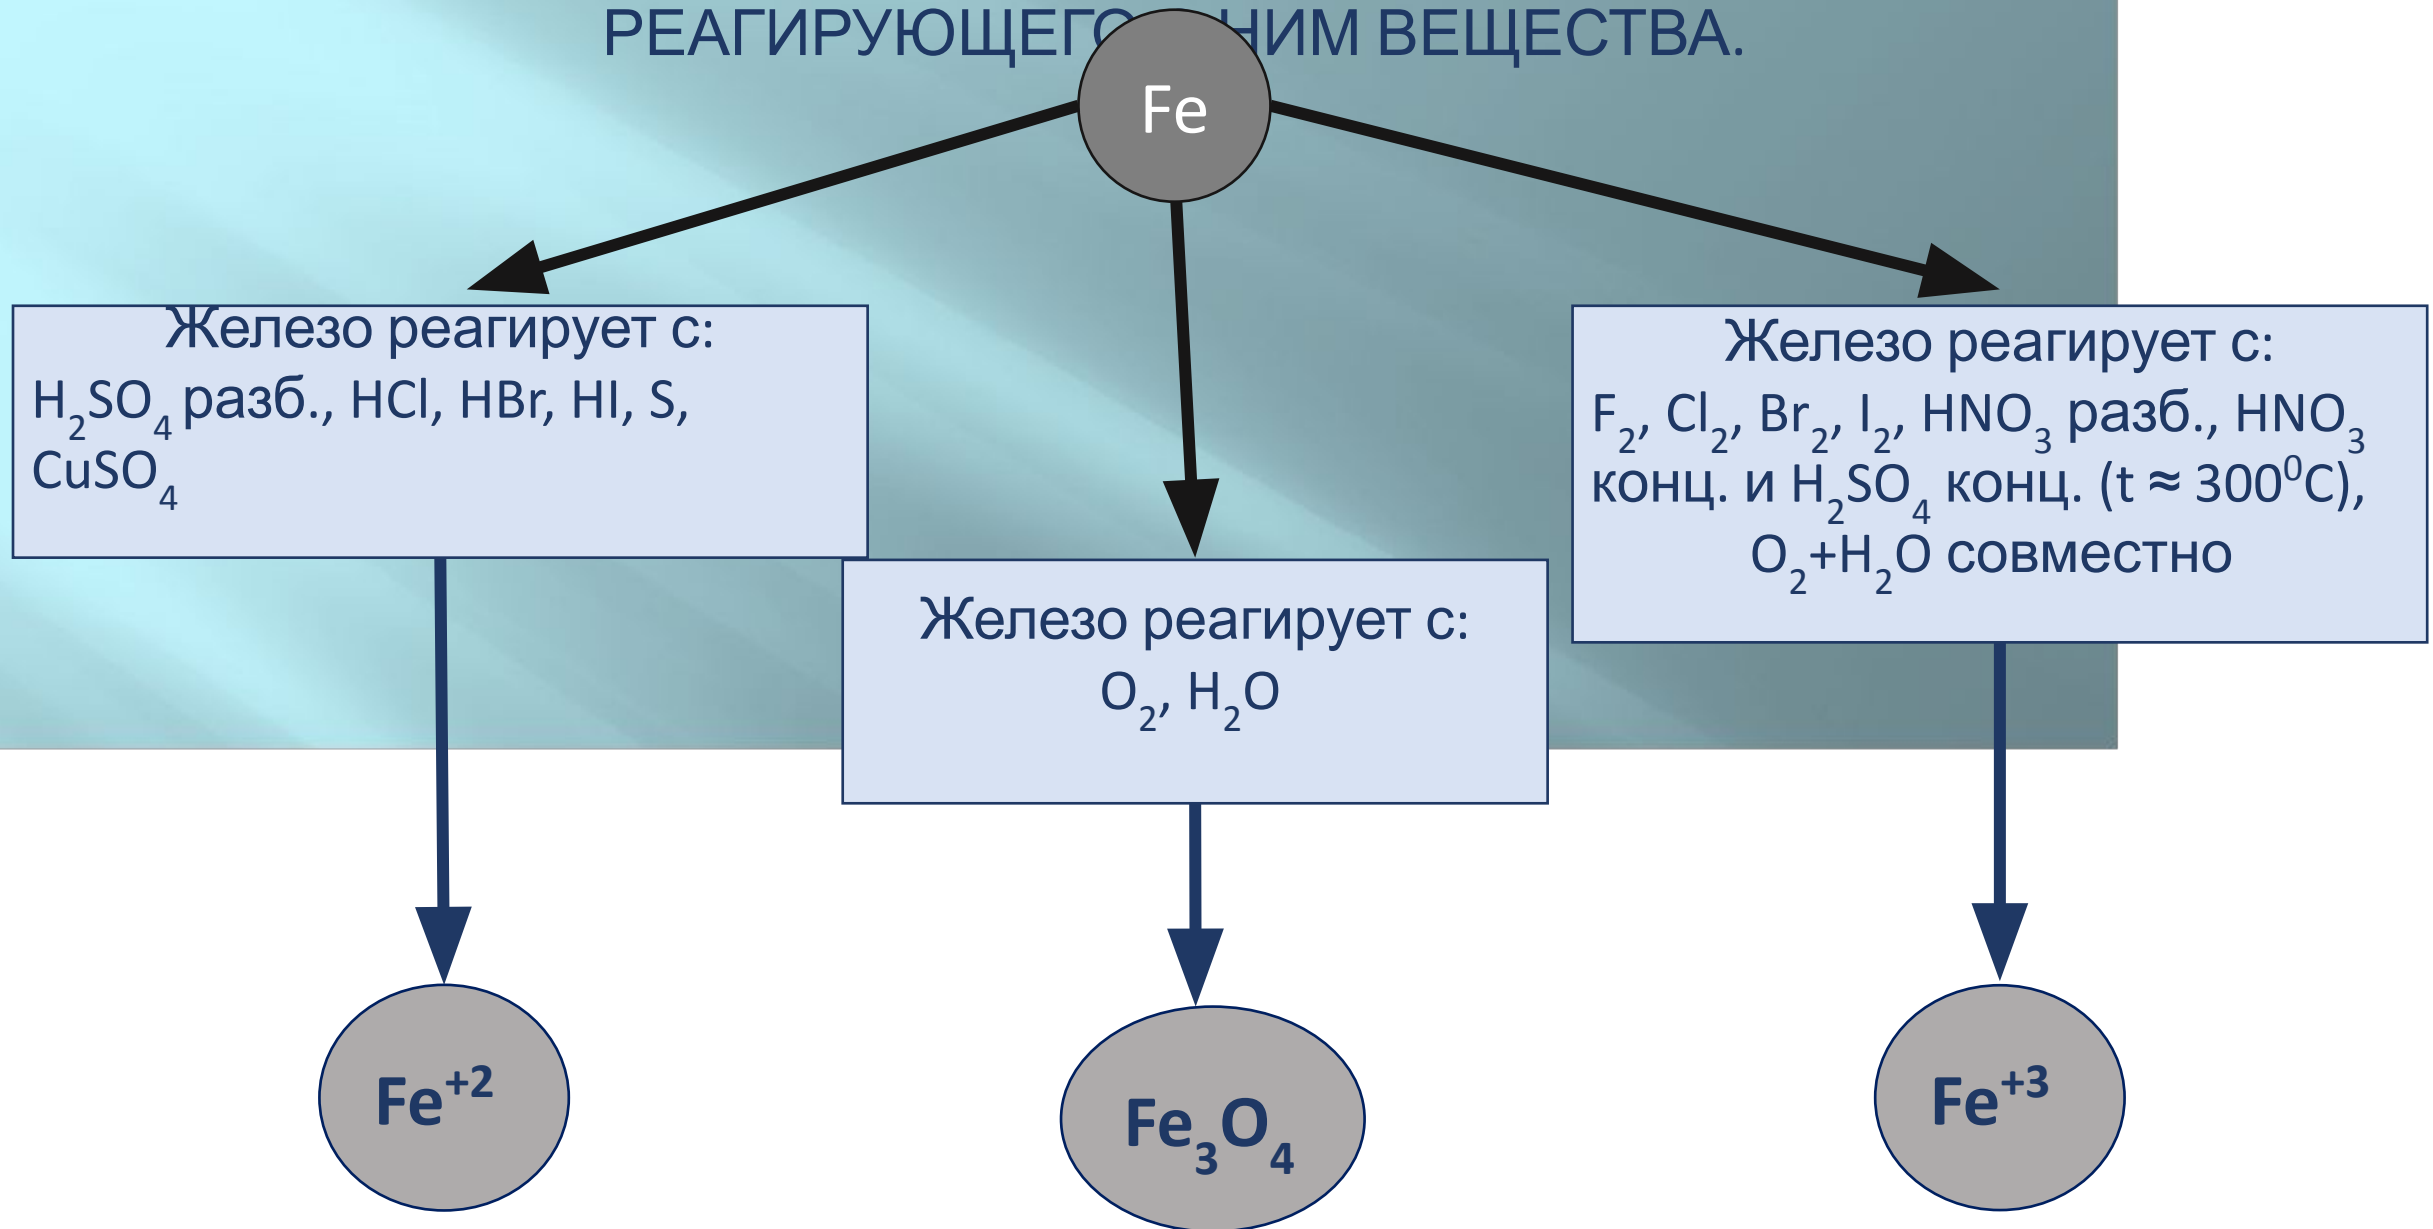 РЕАГИРУЮЩЕГО НИМ ВЕЩЕСТВА.
Fe
Железо реагирует с:
H₂SO₄ разб., HCl, HBr, HI, S,
CuSO₄
Железо реагирует с:
O₂, H₂O
Железо реагирует с:
F₂, Cl₂, Br₂, I₂, HNO₃ разб., HNO₃
конц. и H₂SO₄ конц. (t ≈ 300⁰C),
O₂+H₂O совместно
Fe⁺²
Fe₃O₄
Fe⁺³